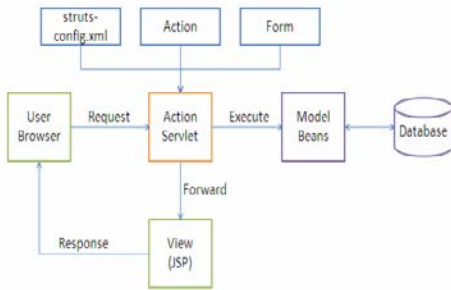 struts-
config.xml
Action
Form
User
Browser
Request
Action
Servlet
Execute
Model
Beans
Database
Forward
Response
View
(JSP)